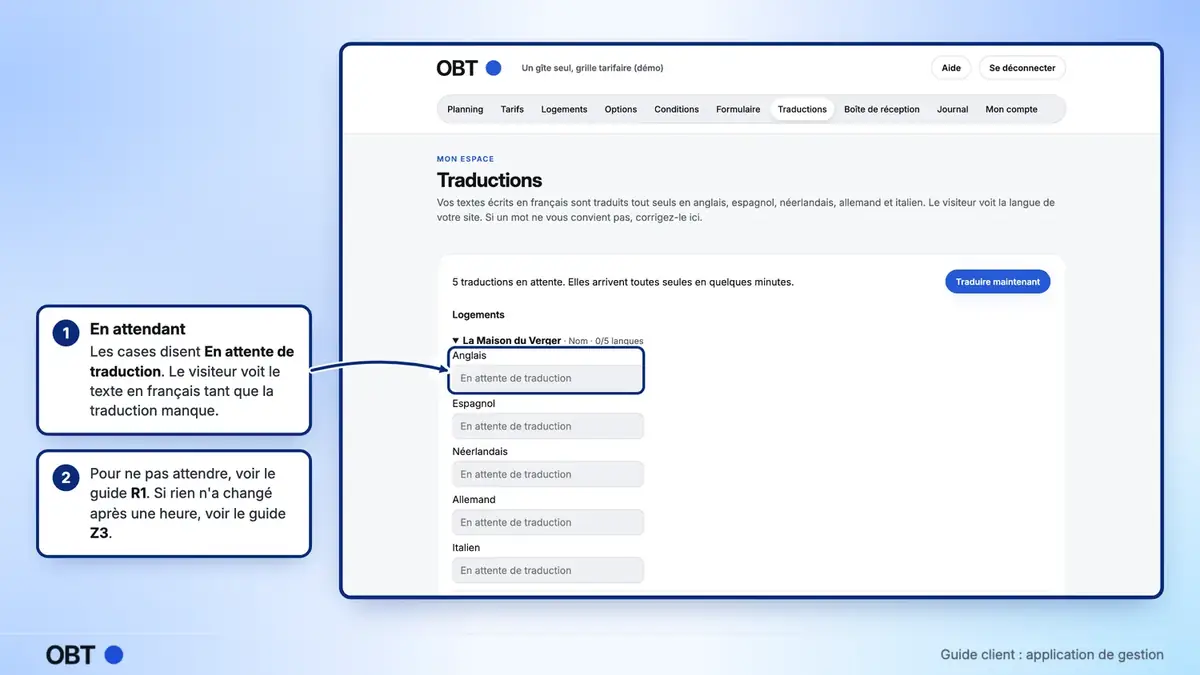 OBT
Un gîte seul, grille tarifaire (démo)
Aide
Se déconnecter
Planning
Tarifs
Logements
Options
Conditions
Formulaire
Traductions
Boîte de réception
Journal
Mon compte
MON ESPACE
Traductions
Vos textes écrits en français sont traduits tout seuls en anglais, espagnol, néerlandais, allemand et italien. Le visiteur voit la langue de
votre site. Si un mot ne vous convient pas, corrigez-le ici.
5 traductions en attente. Elles arrivent toutes seules en quelques minutes.
Traduire maintenant
Logements
▼ La Maison du Verger · Nom · 0/5 langues
Anglais
En attente de traduction
Espagnol
En attente de traduction
Néerlandais
En attente de traduction
Allemand
En attente de traduction
Italien
En attente de traduction
1
En attendant
Les cases disent En attente de
traduction. Le visiteur voit le
texte en français tant que la
traduction manque.
2
Pour ne pas attendre, voir le
guide R1. Si rien n'a changé
après une heure, voir le guide
Z3.
OBT
Guide client : application de gestion